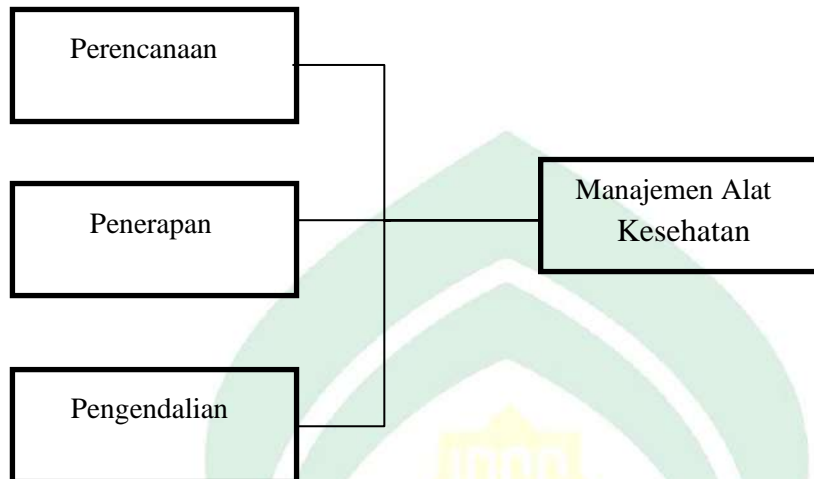 Perencanaan
Penerapan
Manajemen Alat
Kesehatan
Pengendalian